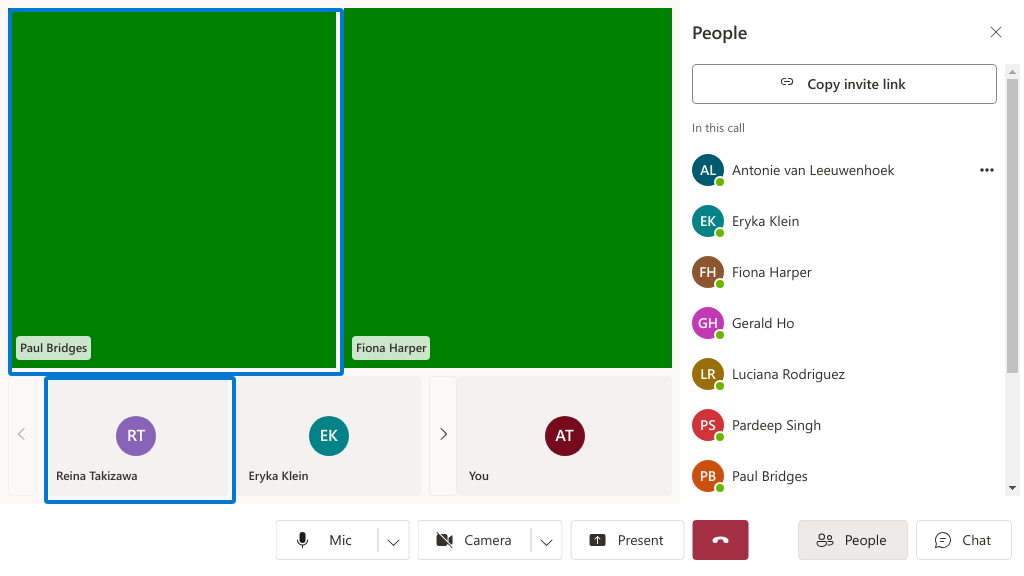 Paul Bridges
Fiona Harper
RT
Reina Takizawa
EK
Eryka Klein
AT
You
People
Copy invite link
In this call
AL Antonie van Leeuwenhoek
EK Eryka Klein
FH Fiona Harper
GH Gerald Ho
LR Luciana Rodriguez
PS Pardeep Singh
PB Paul Bridges
Mic Camera Present People Chat